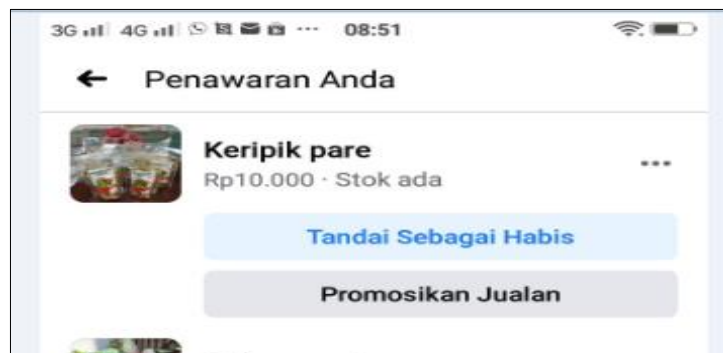 3G 4G ... 08:51
Penawaran Anda
Keripik pare
Rp10.000 · Stok ada
Tandai Sebagai Habis
Promosikan Jualan